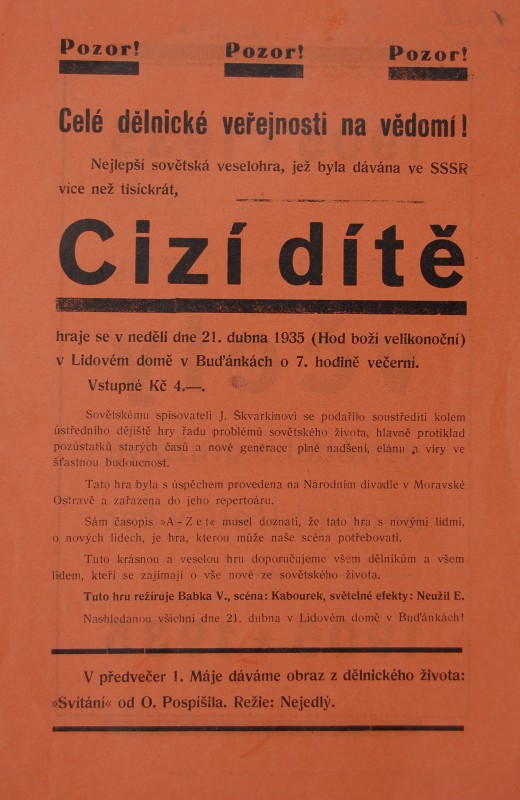 Pozor! Pozor! Pozor!
Celé dělnické veřejnosti na vědomí!
Nejlepší sovětská veselohra, jež byla dávána ve SSSR
více než tisíckrát,
Cizí dítě
hraje se v neděli dne 21. dubna 1935 (Hod boží velikonoční)
v Lidovém domě v Buďánkách o 7. hodině večerní.
Vstupné Kč 4.—.
Sovětskému spisovateli J. Škvarkinovi se podařilo soustřediti kolem
ústředního dějiště hry řadu problémů sovětského života, hlavně protiklad
pozůstatků starých časů a nové generace plné nadšení, elánu a víry ve
šťastnou budoucnost.
Tato hra byla s úspěchem provedena na Národním divadle v Moravské
Ostravě a zařazena do jeho repertoáru.
Sám časopis »A-Zet« musel doznati, že tato hra s novými lidmi,
o nových lidech, je hra, kterou může naše scéna potřebovati.
Tuto krásnou a veselou hru doporučujeme všem dělníkům a všem
lidem, kteří se zajímají o vše nové ze sovětského života.
Tuto hru režíruje Babka V., scéna: Kabourek, světelné efekty: Neužil E.
Nashledanou všichni dne 21. dubna v Lidovém domě v Buďánkách!
V předvečer 1. Máje dáváme obraz z dělnického života:
»Svítání« od O. Pospíšila. Režie: Nejedlý.